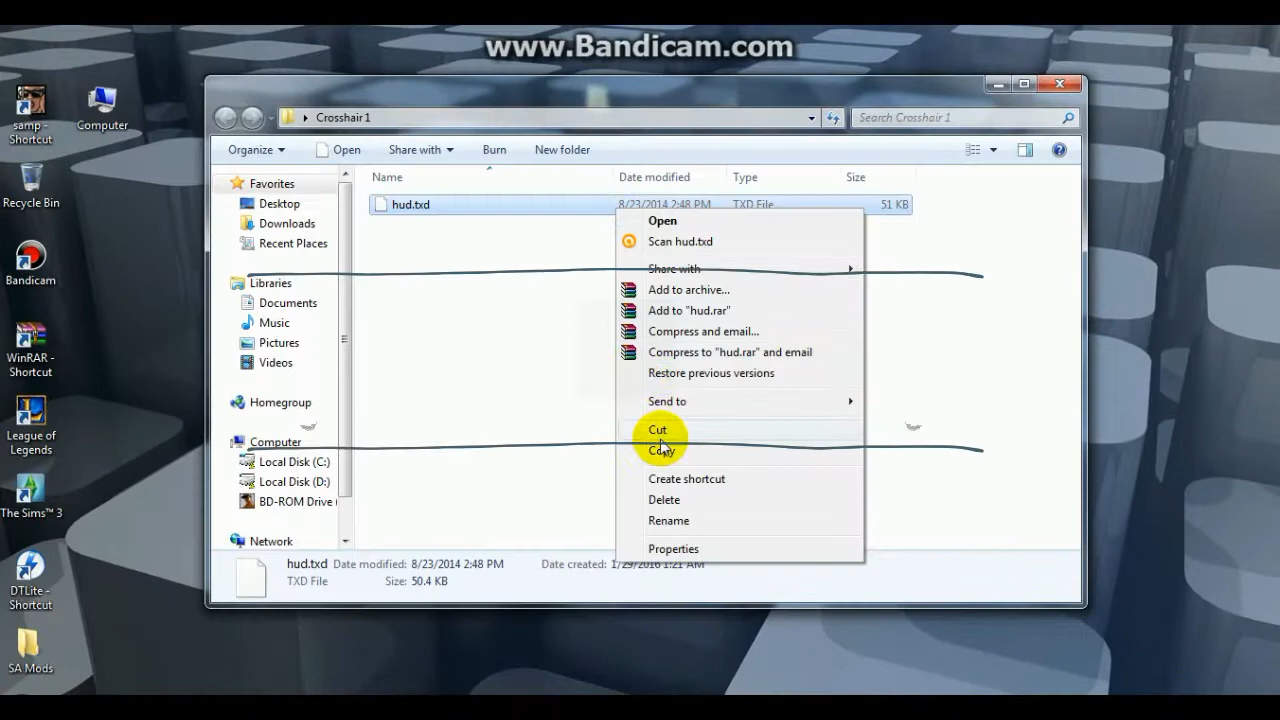 www.Bandicam.com
samp -
Shortcut
Computer
Recycle Bin
Bandicam
WinRAR -
Shortcut
League of
Legends
The Sims™ 3
DTLite -
Shortcut
SA Mods
Crosshair1
Search Crosshair 1
Organize
Open
Share with
Burn
New folder
Name
Date modified
Type
Size
Favorites
Desktop
Downloads
Recent Places
Libraries
Documents
Music
Pictures
Videos
Homegroup
Computer
Local Disk (C:)
Local Disk (D:)
BD-ROM Drive (
Network
hud.txd
8/23/2014 2:48 PM
TXD File
51 KB
Open
Scan hud.txd
Share with
Add to archive...
Add to "hud.rar"
Compress and email...
Compress to "hud.rar" and email
Restore previous versions
Send to
Cut
Copy
Create shortcut
Delete
Rename
Properties
hud.txd Date modified: 8/23/2014 2:48 PM Date created: 1/29/2016 1:21 AM
TXD File Size: 50.4 KB